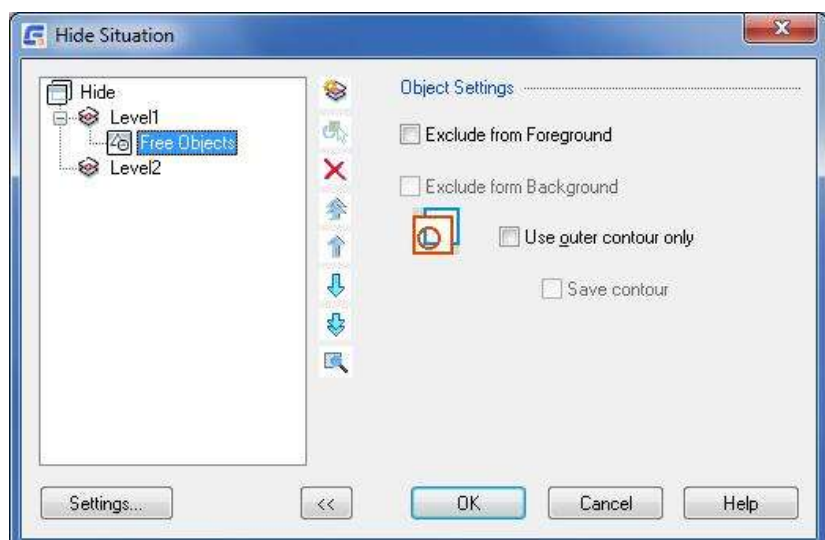 Hide Situation
Hide
Level1
Free Objects
Level2
Object Settings
Exclude from Foreground
Exclude form Background
Use outer contour only
Save contour
Settings... << OK Cancel Help